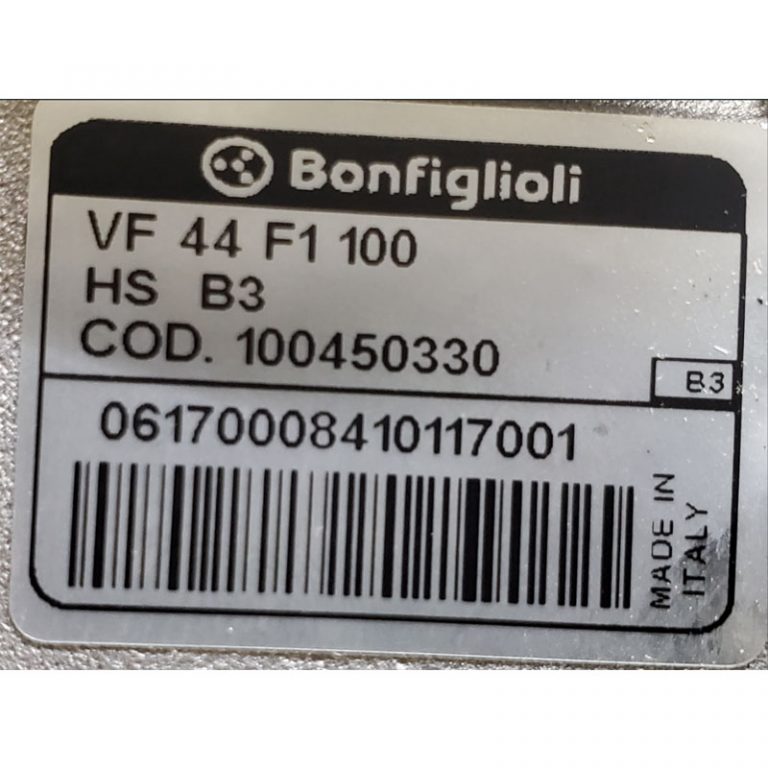 Bonfiglioli
VF 44 F1 100
HS B3
COD. 100450330
B3
06170008410117001
MADE IN
ITALY